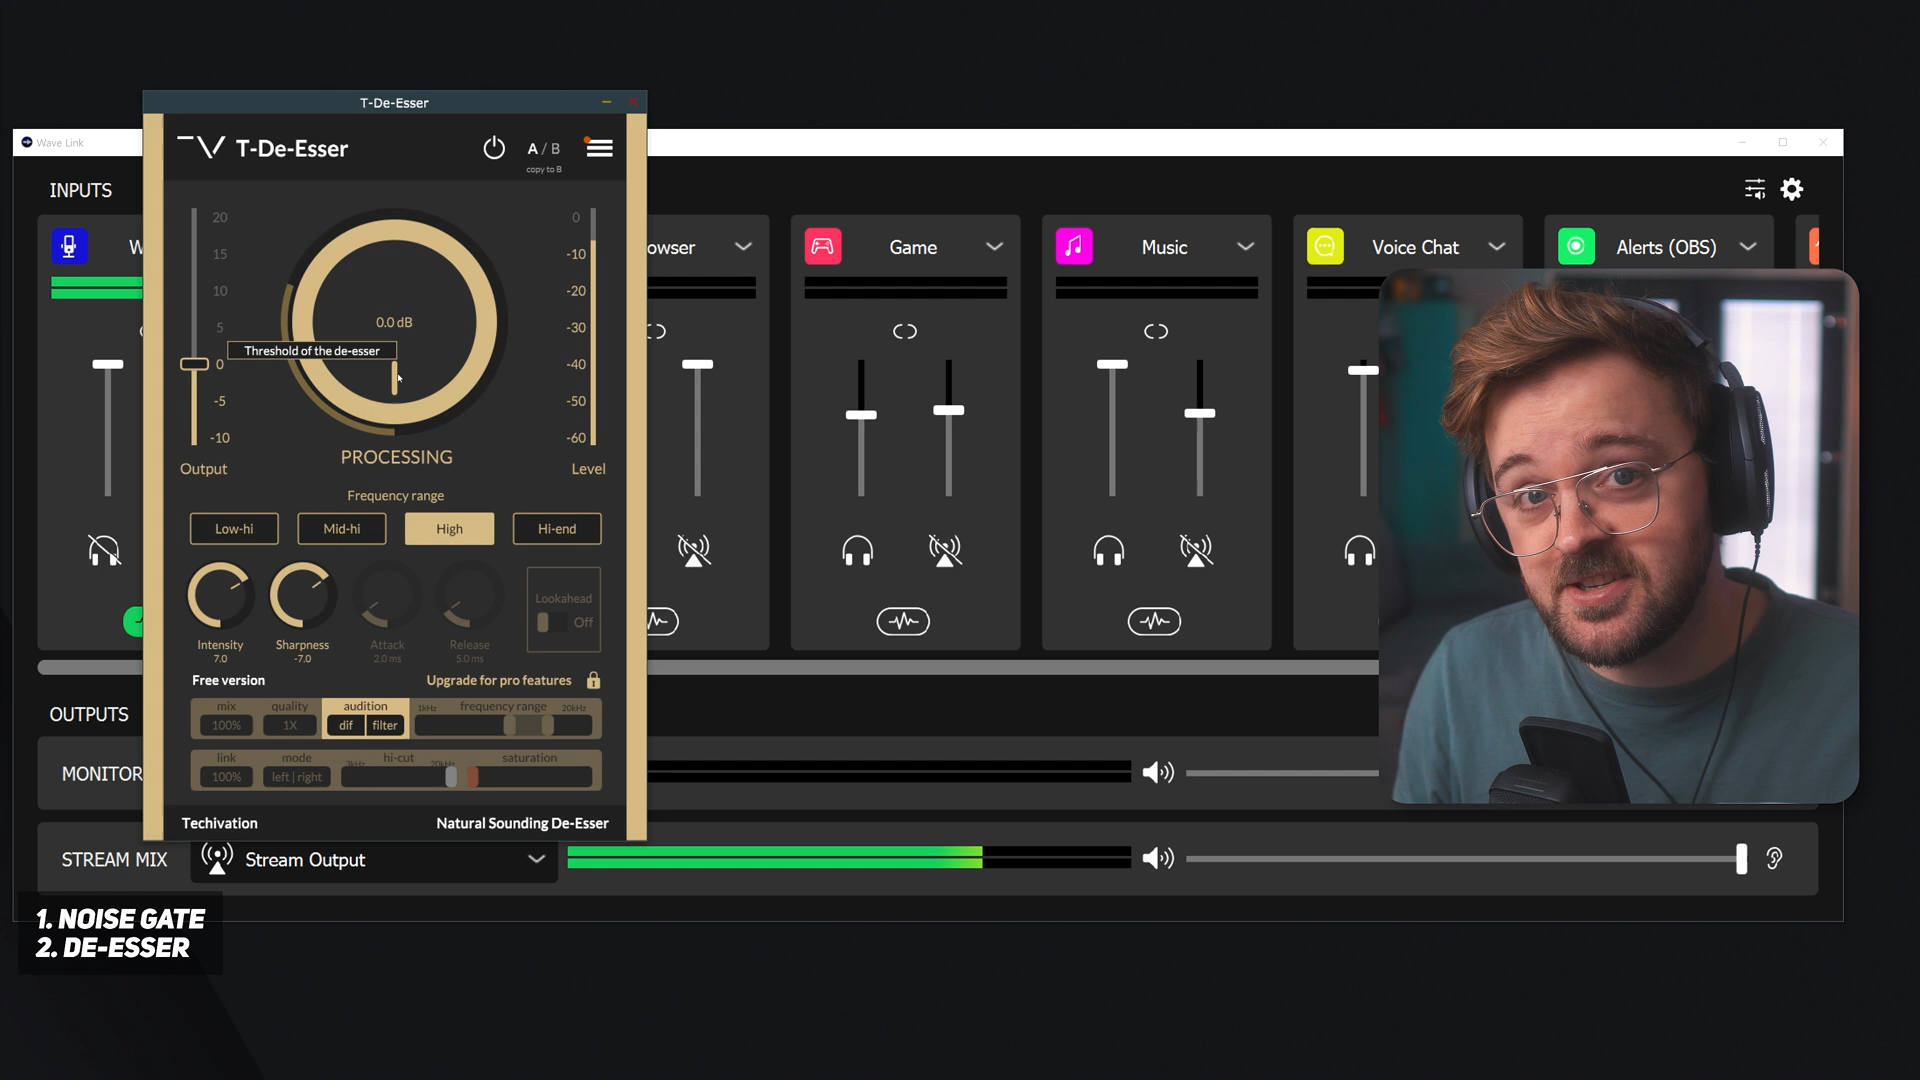 T-De-Esser
Wave Link
T-De-Esser
A / B
copy to B
INPUTS
W
owser
Game
Music
Voice Chat
Alerts (OBS)
20
15
10
5
0
-5
-10
Output
0.0 dB
Threshold of the de-esser
PROCESSING
0
-10
-20
-30
-40
-50
-60
Level
Frequency range
Low-hi
Mid-hi
High
Hi-end
Intensity
7.0
Sharpness
-7.0
Attack
2.0 ms
Release
5.0 ms
Lookahead
Off
Free version
Upgrade for pro features
mix
100%
quality
1X
audition
dif
filter
1kHz
frequency range
20kHz
link
100%
mode
left | right
3kHz
hi-cut
20kHz
saturation
Techivation
Natural Sounding De-Esser
OUTPUTS
MONITOR
STREAM MIX
Stream Output
1. NOISE GATE
2. DE-ESSER